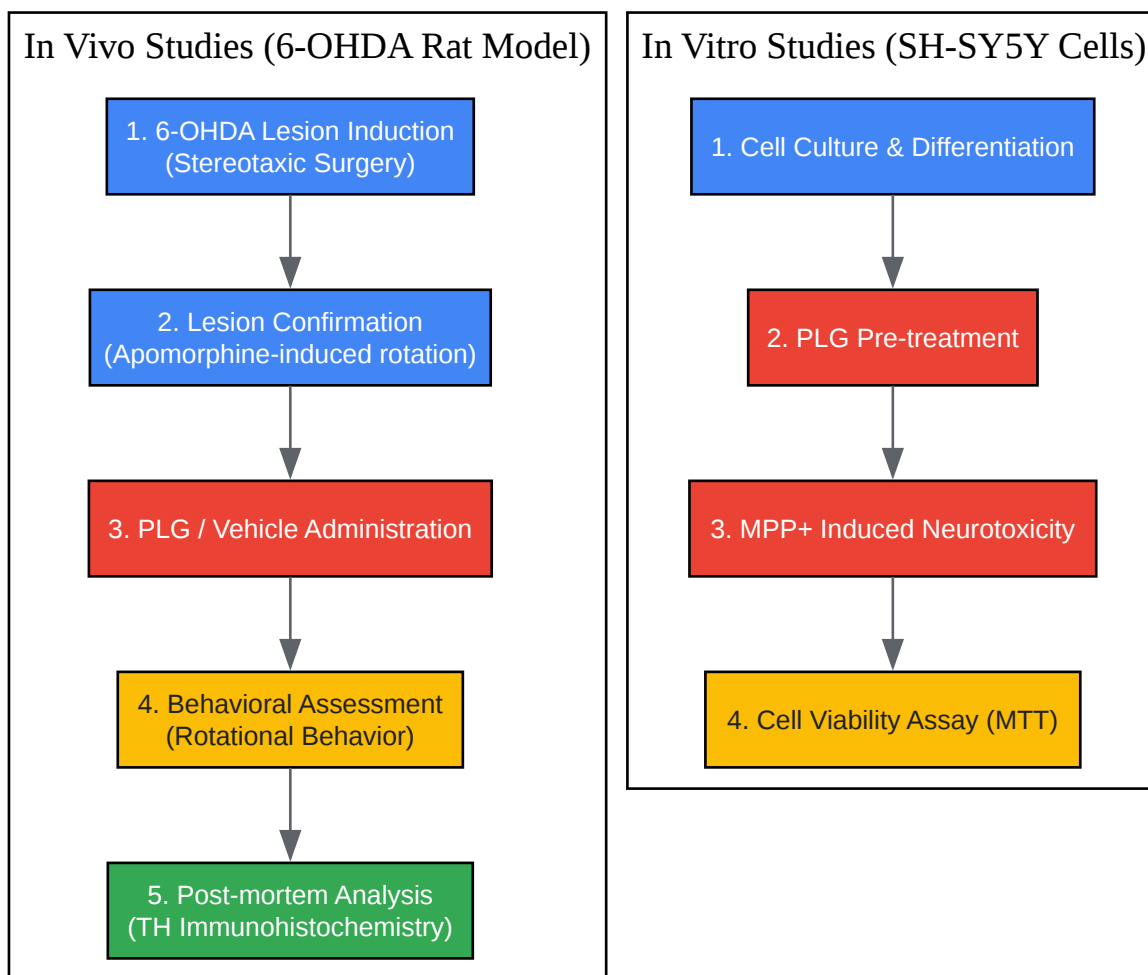 In Vivo Studies (6-OHDA Rat Model)
1. 6-OHDA Lesion Induction
(Stereotaxic Surgery)
2. Lesion Confirmation
(Apomorphine-induced rotation)
3. PLG / Vehicle Administration
4. Behavioral Assessment
(Rotational Behavior)
5. Post-mortem Analysis
(TH Immunohistochemistry)
In Vitro Studies (SH-SY5Y Cells)
1. Cell Culture & Differentiation
2. PLG Pre-treatment
3. MPP+ Induced Neurotoxicity
4. Cell Viability Assay (MTT)